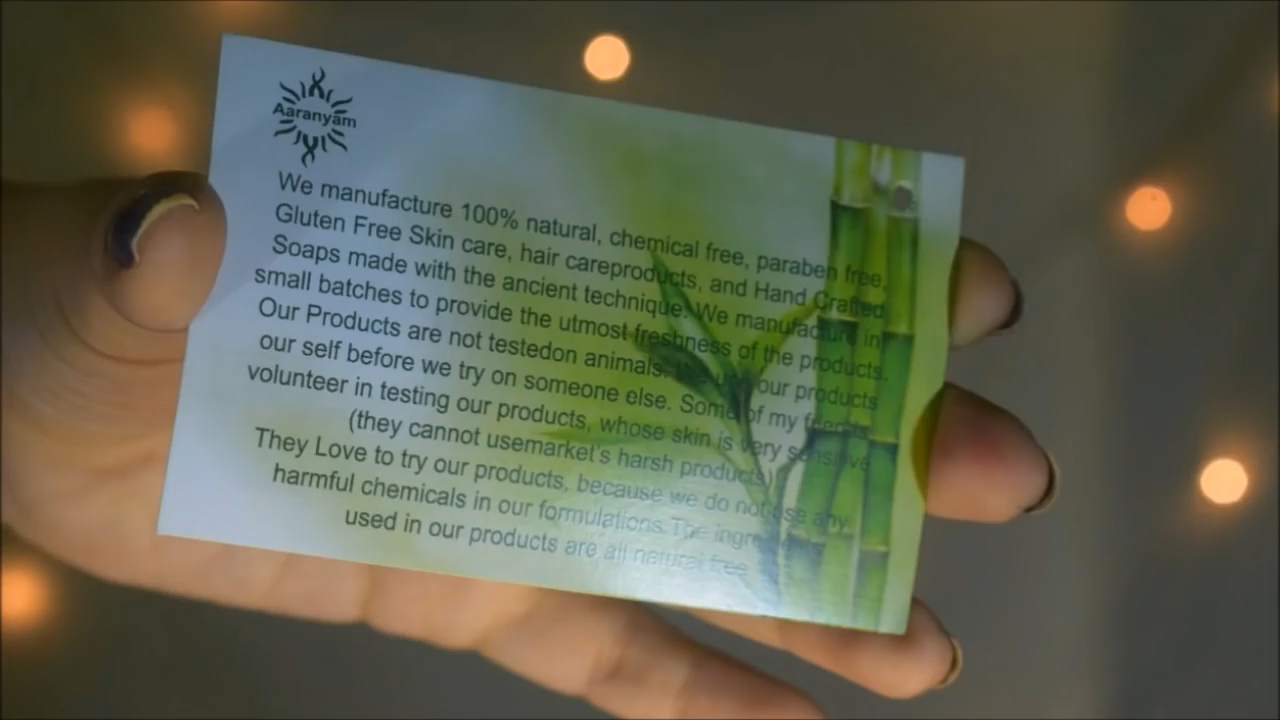 Aaranyam
We manufacture 100% natural, chemical free, paraben free,
Gluten Free Skin care, hair careproducts, and Hand Crafted
Soaps made with the ancient technique. We manufacture in
small batches to provide the utmost freshness of the products.
Our Products are not testedon animals. We use our products
our self before we try on someone else. Some of my friends
volunteer in testing our products, whose skin is very sensitive
(they cannot usemarket's harsh products)
They Love to try our products, because we do not use any
harmful chemicals in our formulations. The
used in our products are all natural free